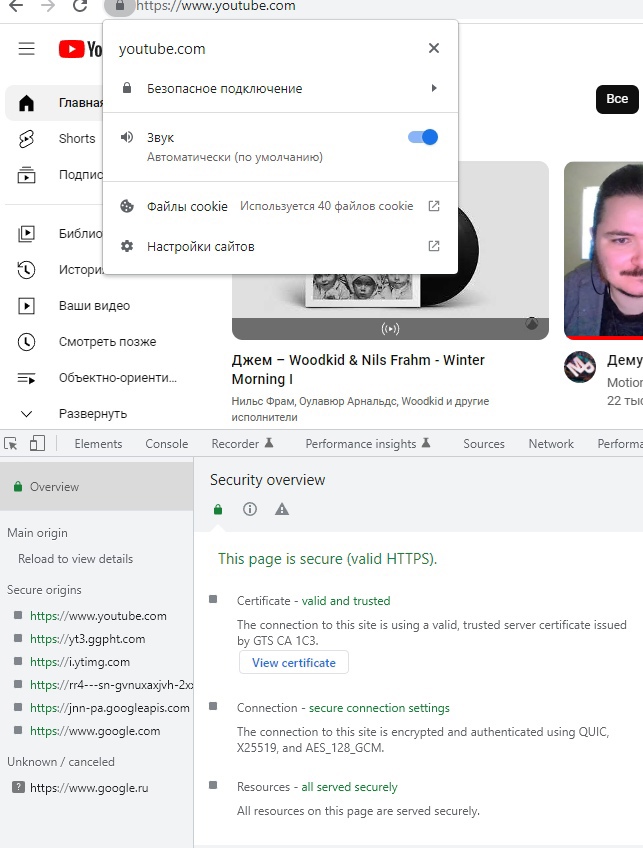 https://www.youtube.com
youtube.com
Безопасное подключение
Звук
Автоматически (по умолчанию)
Файлы cookie Используется 40 файлов cookie
Настройки сайтов
Главная
Shorts
Подпис
Библио
Истори
Ваши видео
Смотреть позже
Объектно-ориенти...
Развернуть
Все
Джем – Woodkid & Nils Frahm - Winter
Morning I
Нильс Фрам, Оулавюр Арнальдс, Woodkid и другие
исполнители
Дему
Motion
22 тыс
Elements Console Recorder Performance insights Sources Network Performa
Overview
Main origin
Reload to view details
Secure origins
https://www.youtube.com
https://yt3.ggpht.com
https://i.ytimg.com
https://rr4---sn-gvnuxaxjvh-2xx
https://jnn-pa.googleapis.com
https://www.google.com
Unknown / canceled
https://www.google.ru
Security overview
This page is secure (valid HTTPS).
Certificate - valid and trusted
The connection to this site is using a valid, trusted server certificate issued
by GTS CA 1C3.
View certificate
Connection - secure connection settings
The connection to this site is encrypted and authenticated using QUIC,
X25519, and AES_128_GCM.
Resources - all served securely
All resources on this page are served securely.